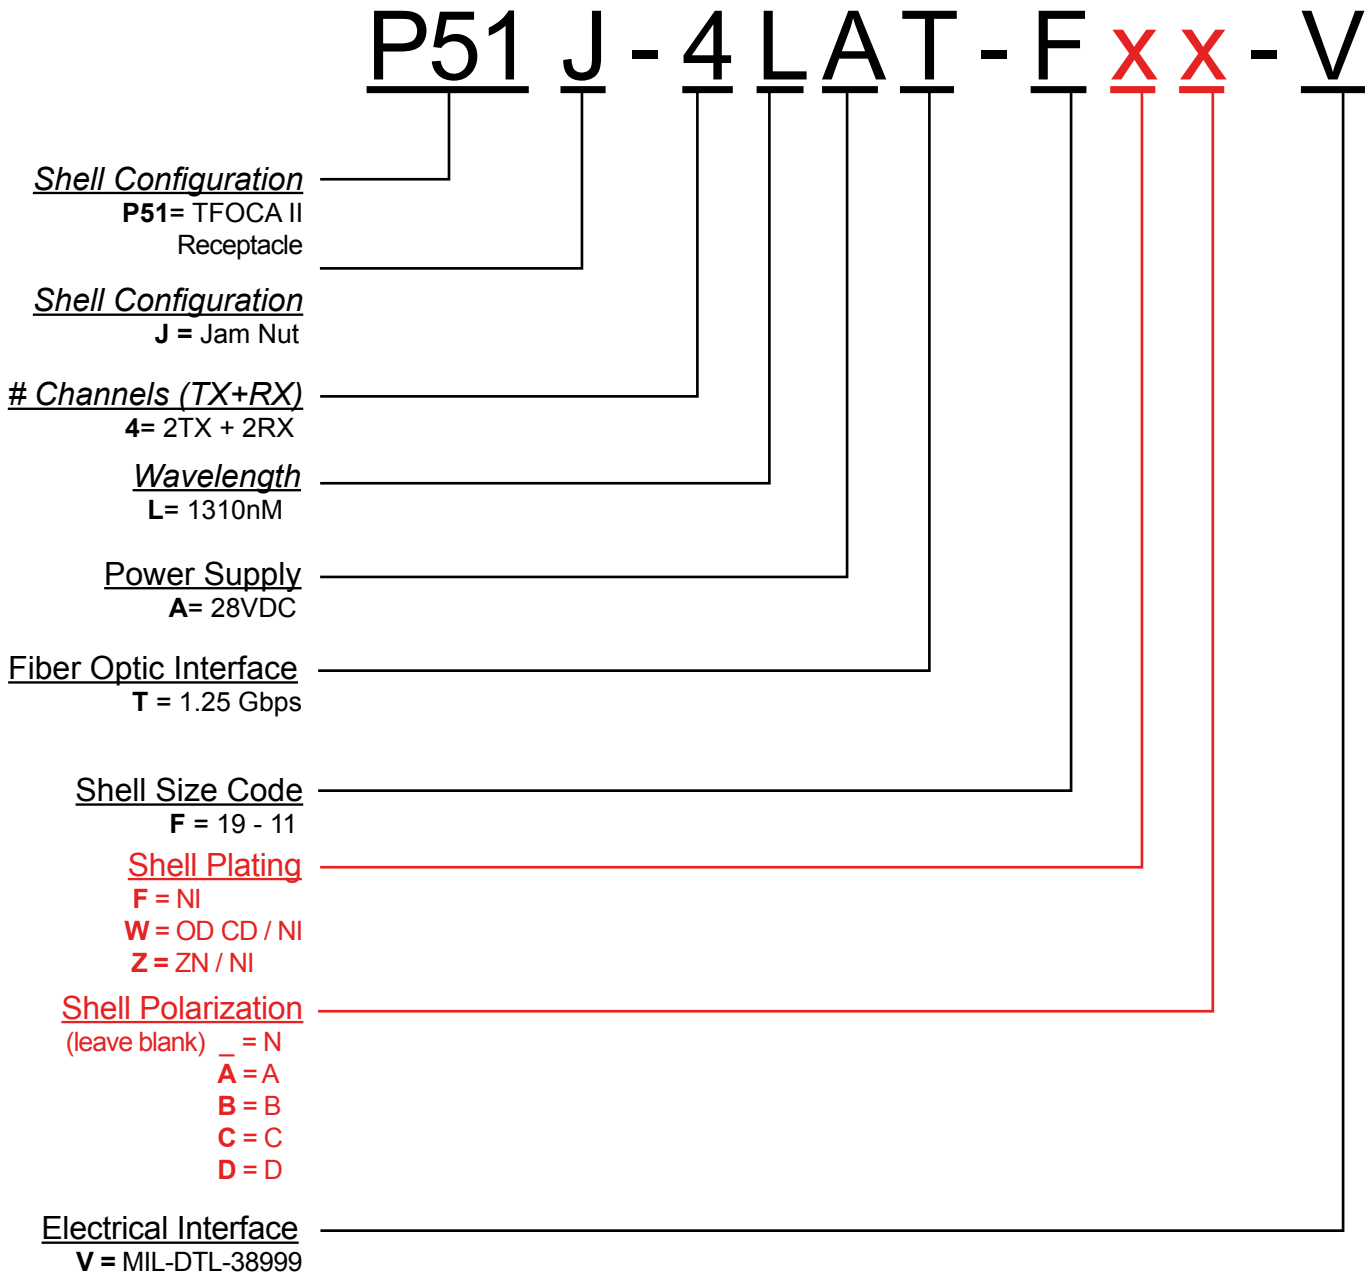 P51 J - 4 L A T - F x x - V
Shell Configuration
P51= TFOCA II
Receptacle
Shell Configuration
J = Jam Nut
# Channels (TX+RX)
4= 2TX + 2RX
Wavelength
L= 1310nM
Power Supply
A= 28VDC
Fiber Optic Interface
T = 1.25 Gbps
Shell Size Code
F = 19 - 11
Shell Plating
F = NI
W = OD CD / NI
Z = ZN / NI
Shell Polarization
(leave blank) _ = N
A = A
B = B
C = C
D = D
Electrical Interface
V = MIL-DTL-38999